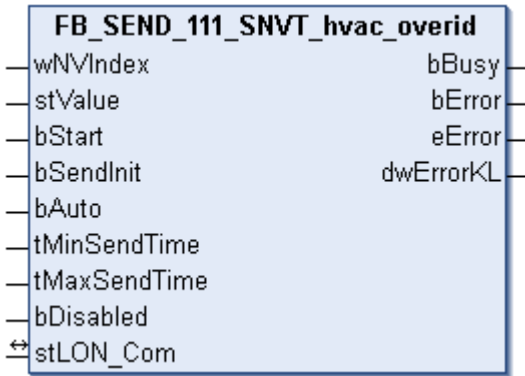 FB_SEND_111_SNVT_hvac_overid
wNVIndex bBusy
stValue bError
bStart eError
bSendInit dwErrorKL
bAuto
tMinSendTime
tMaxSendTime
bDisabled
stLON_Com